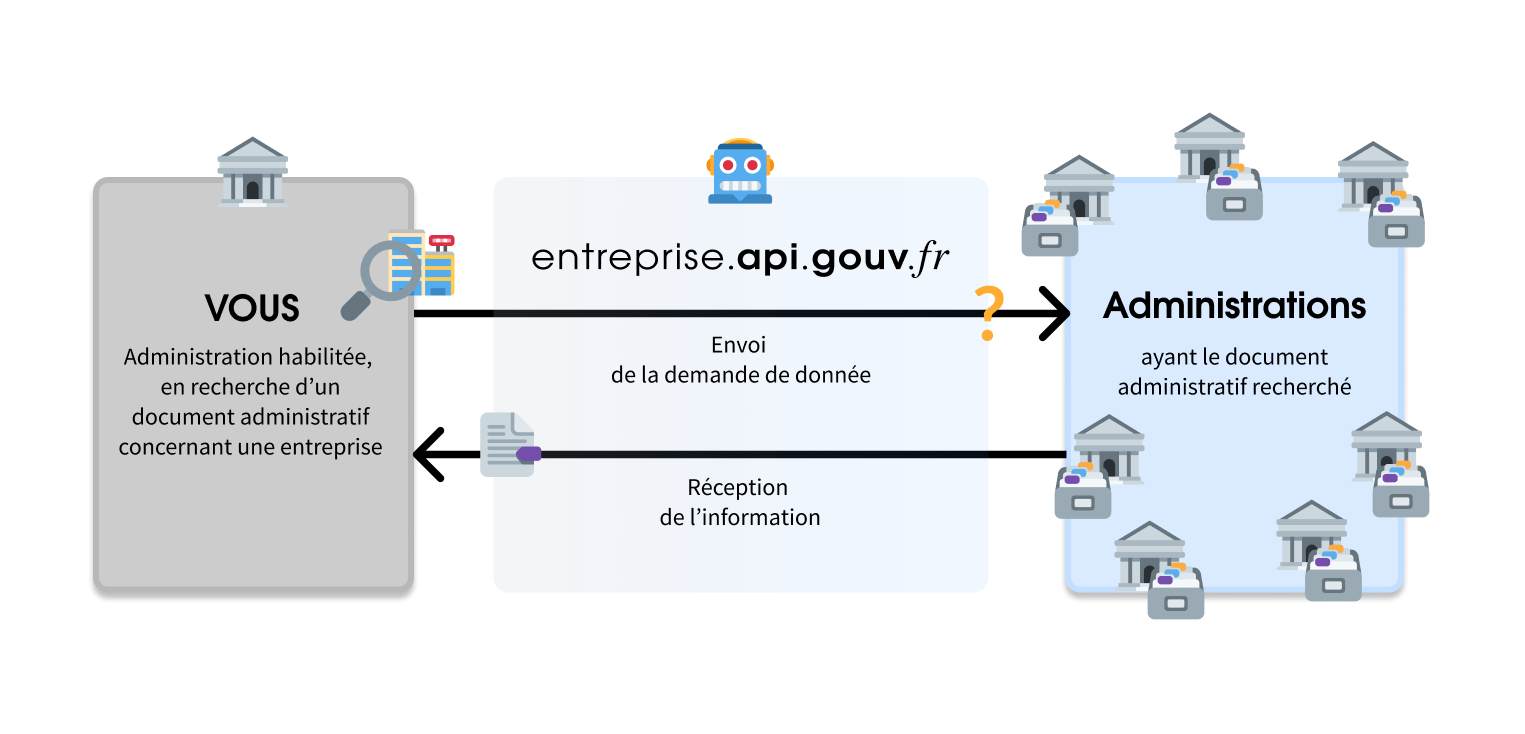 VOUS
Administration habilitée,
en recherche d’un
document administratif
concernant une entreprise
entreprise.api.gouv.fr
Envoi
de la demande de donnée
Réception
de l’information
Administrations
ayant le document
administratif recherché